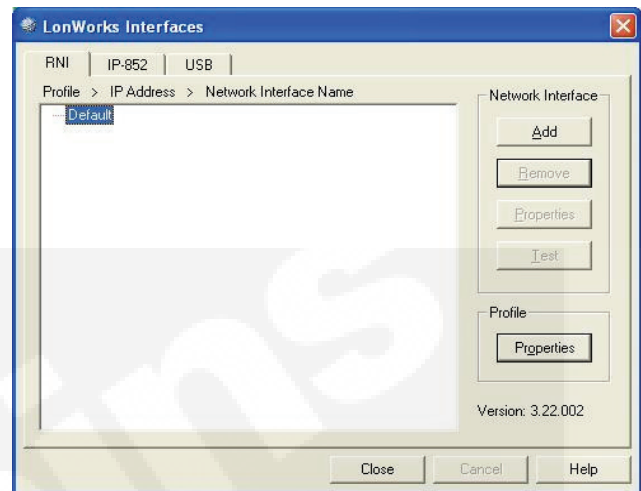 LonWorks Interfaces
RNI IP-852 USB
Profile > IP Address > Network Interface Name
Default
Network Interface
Add
Remove
Properties
Test
Profile
Properties
Version: 3.22.002
Close Cancel Help